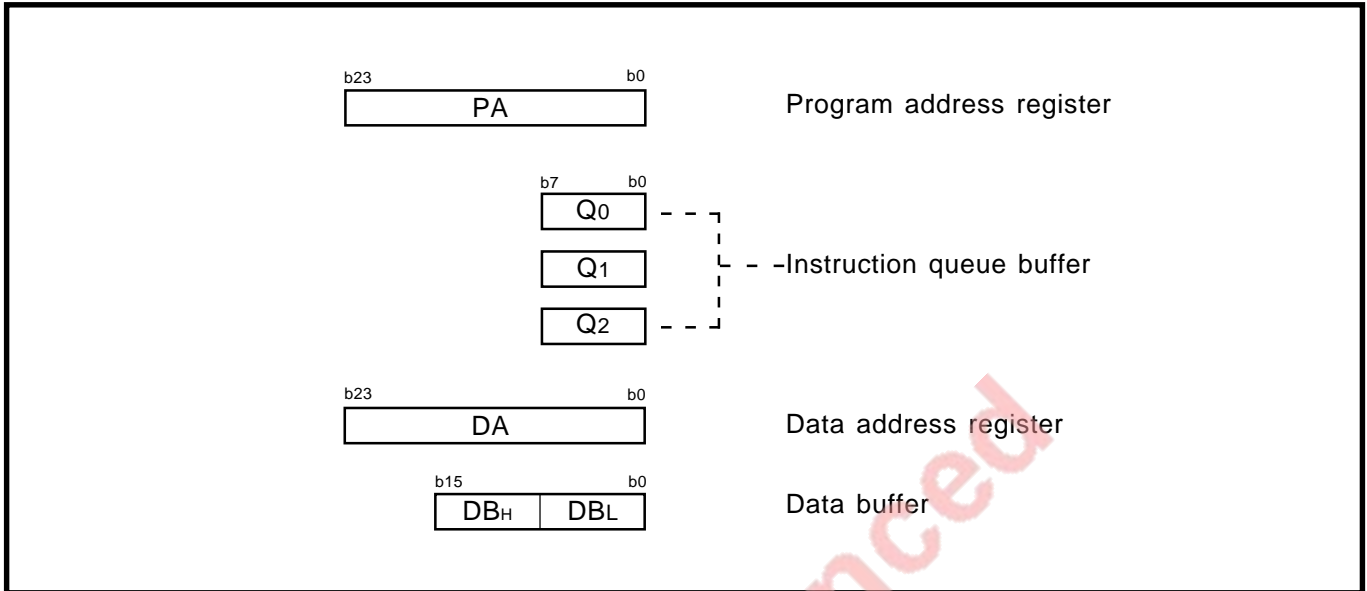 b23 b0
PA Program address register
b7 b0
Q0
Q1 Instruction queue buffer
Q2
b23 b0
DA Data address register
b15 b0
DBH DBL Data buffer